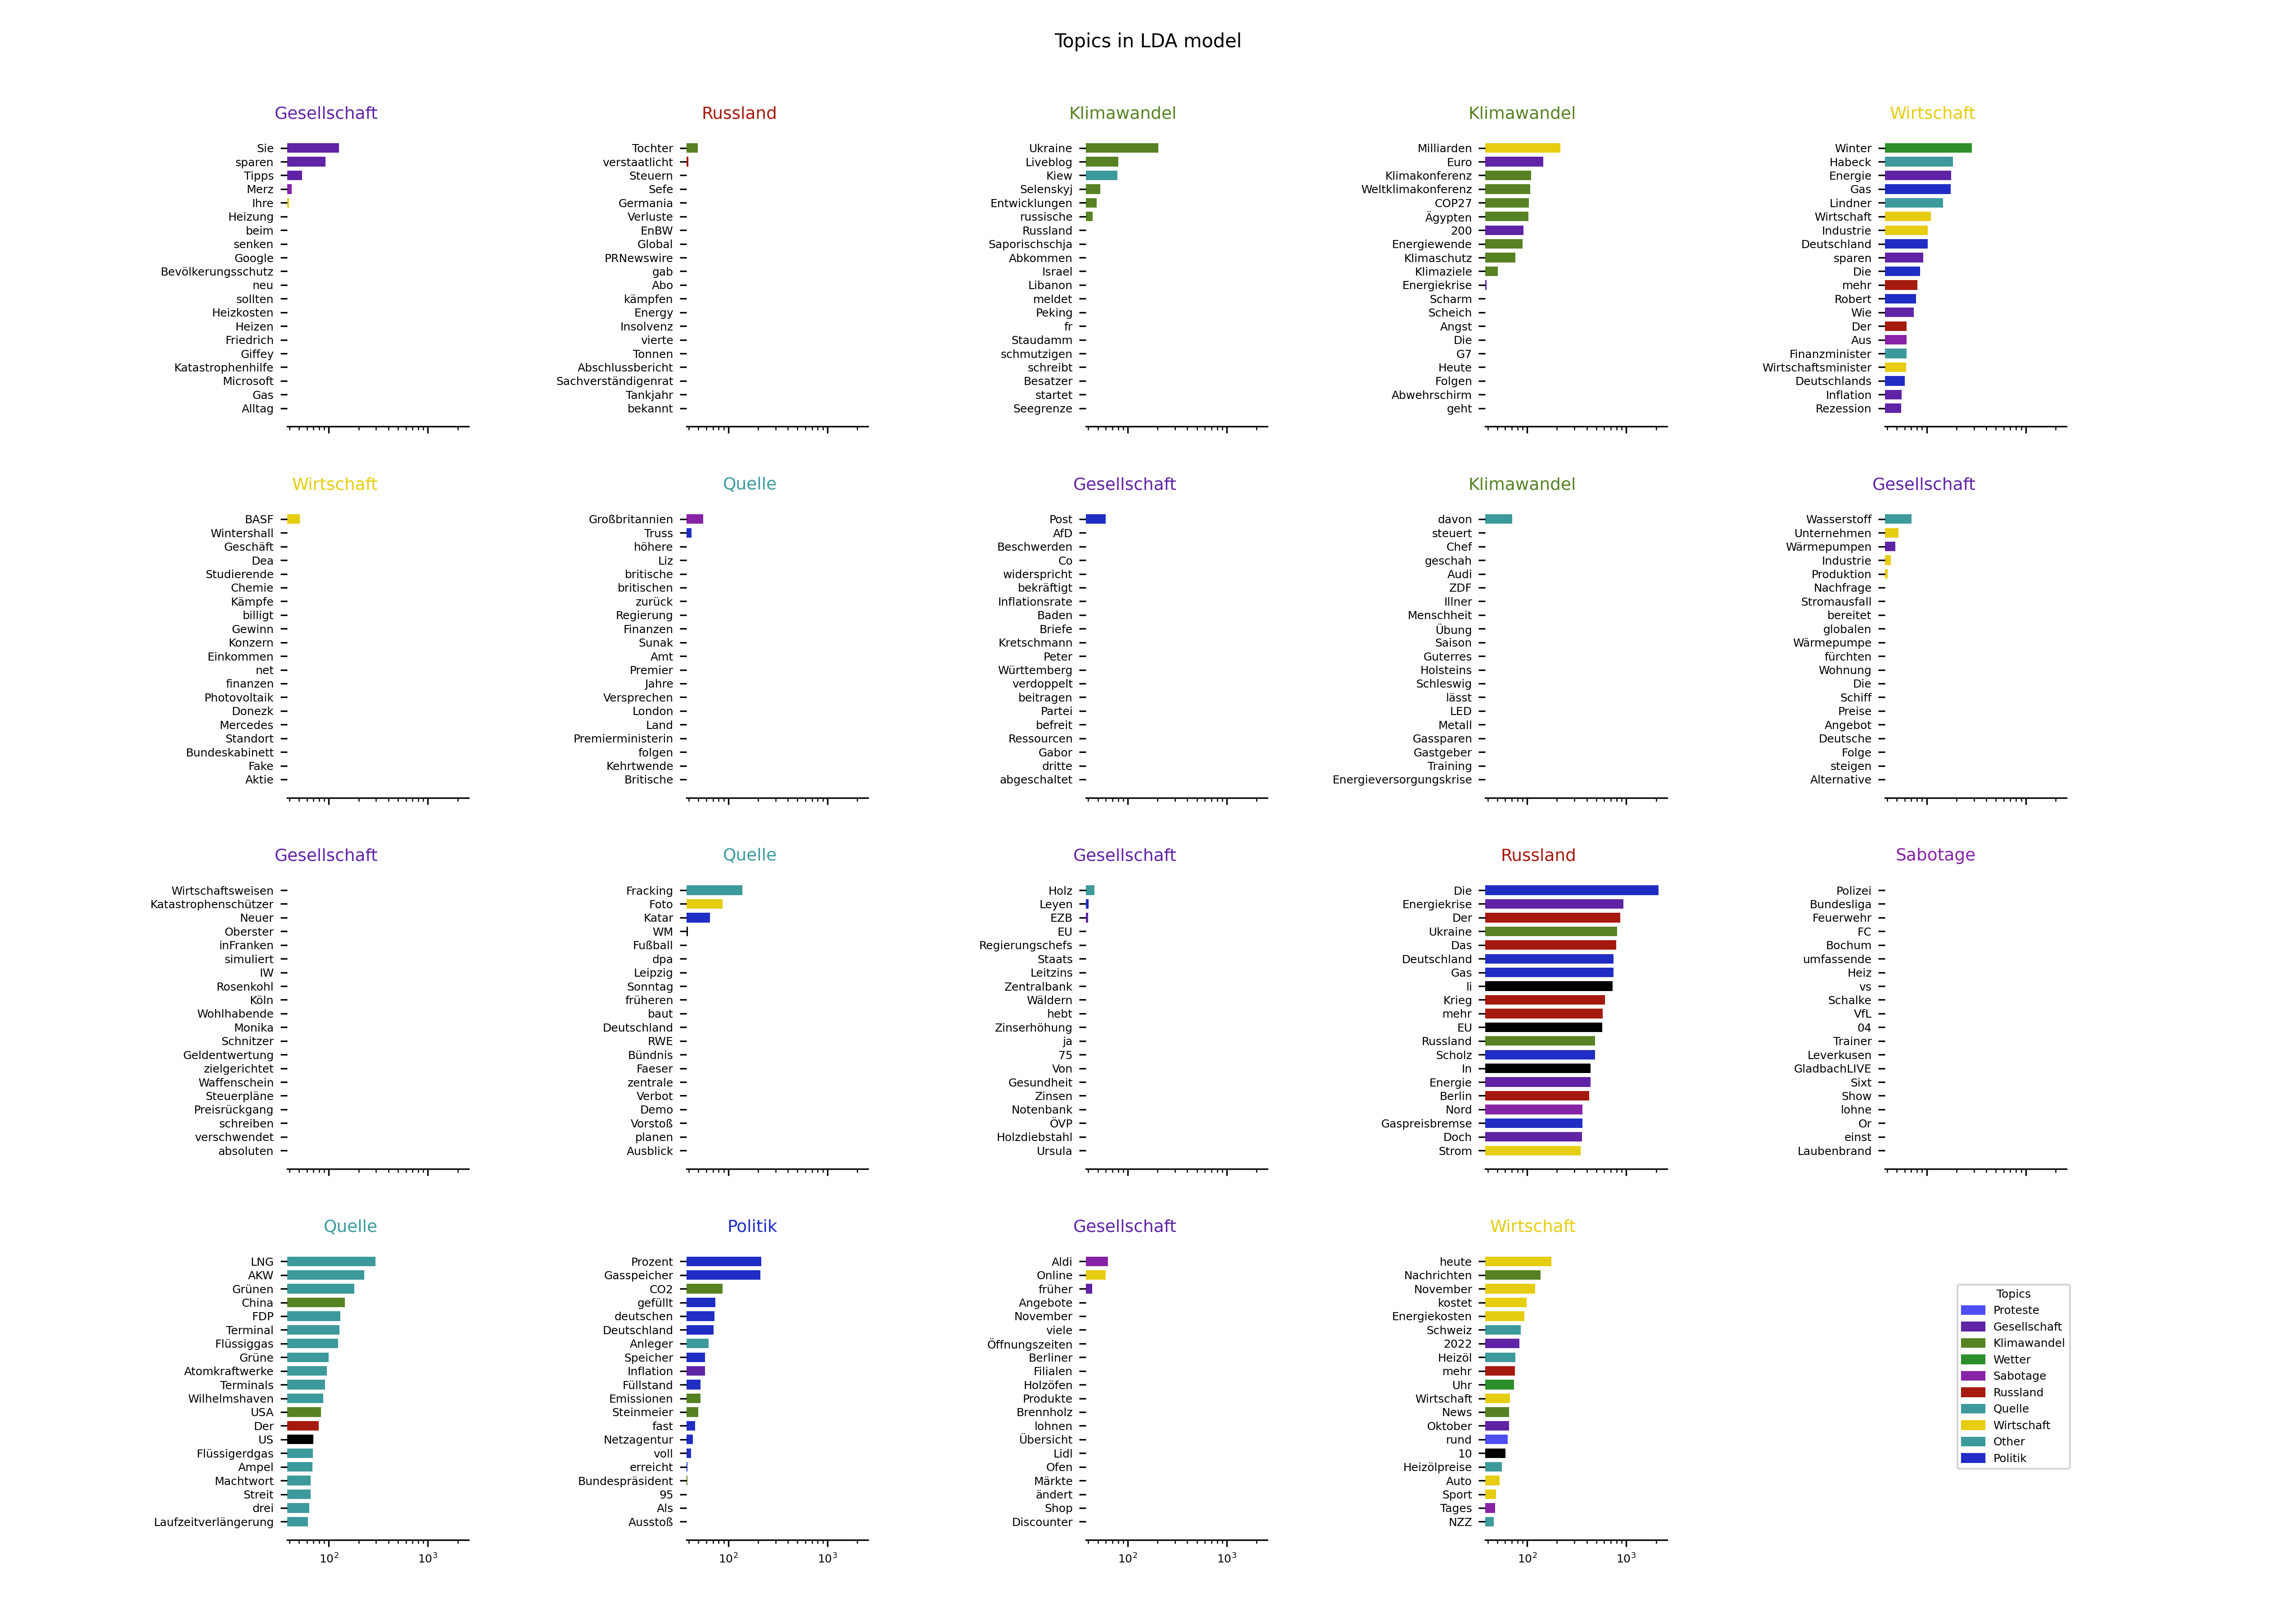 Topics in LDA model
Gesellschaft
Sie
sparen
Tipps
Merz
Ihre
Heizung
beim
senken
Google
Bevölkerungsschutz
neu
sollten
Heizkosten
Heizen
Friedrich
Giffey
Katastrophenhilfe
Microsoft
Gas
Alltag
Russland
Tochter
verstaatlicht
Steuern
Sefe
Germania
Verluste
EnBW
Global
PRNewswire
gab
Abo
kämpfen
Energy
Insolvenz
vierte
Tonnen
Abschlussbericht
Sachverständigenrat
Tankjahr
bekannt
Klimawandel
Ukraine
Liveblog
Kiew
Selenskyj
Entwicklungen
russische
Russland
Saporischschja
Abkommen
Israel
Libanon
meldet
Peking
fr
Staudamm
schmutzigen
schreibt
Besatzer
startet
Seegrenze
Klimawandel
Milliarden
Euro
Klimakonferenz
Weltklimakonferenz
COP27
Ägypten
200
Energiewende
Klimaschutz
Klimaziele
Energiekrise
Scharm
Scheich
Angst
Die
G7
Heute
Folgen
Abwehrschirm
geht
Wirtschaft
Winter
Habeck
Energie
Gas
Lindner
Wirtschaft
Industrie
Deutschland
sparen
Die
mehr
Robert
Wie
Der
Aus
Finanzminister
Wirtschaftsminister
Deutschlands
Inflation
Rezession
Wirtschaft
BASF
Wintershall
Geschäft
Dea
Studierende
Chemie
Kämpfe
billigt
Gewinn
Konzern
Einkommen
net
finanzen
Photovoltaik
Donezk
Mercedes
Standort
Bundeskabinett
Fake
Aktie
Quelle
Großbritannien
Truss
höhere
Liz
britische
britischen
zurück
Regierung
Finanzen
Sunak
Amt
Premier
Jahre
Versprechen
London
Land
Premierministerin
folgen
Kehrtwende
Britische
Gesellschaft
Post
AfD
Beschwerden
Co
widerspricht
bekräftigt
Inflationsrate
Baden
Briefe
Kretschmann
Peter
Württemberg
verdoppelt
beitragen
Partei
befreit
Ressourcen
Gabor
dritte
abgeschaltet
Klimawandel
davon
steuert
Chef
geschah
Audi
ZDF
Illner
Menschheit
Übung
Saison
Guterres
Holsteins
Schleswig
lässt
LED
Metall
Gassparen
Gastgeber
Training
Energieversorgungskrise
Gesellschaft
Wasserstoff
Unternehmen
Wärmepumpen
Industrie
Produktion
Nachfrage
Stromausfall
bereitet
globalen
Wärmepumpe
fürchten
Wohnung
Die
Schiff
Preise
Angebot
Deutsche
Folge
steigen
Alternative
Gesellschaft
Wirtschaftsweisen
Katastrophenschützer
Neuer
Oberster
inFranken
simuliert
IW
Rosenkohl
Köln
Wohlhabende
Monika
Schnitzer
Geldentwertung
zielgerichtet
Waffenschein
Steuerpläne
Preisrückgang
schreiben
verschwendet
absoluten
Quelle
Fracking
Foto
Katar
WM
Fußball
dpa
Leipzig
Sonntag
früheren
baut
Deutschland
RWE
Bündnis
Faeser
zentrale
Verbot
Demo
Vorstoß
planen
Ausblick
Gesellschaft
Holz
Leyen
EZB
EU
Regierungschefs
Staats
Leitzins
Zentralbank
Wäldern
hebt
Zinserhöhung
ja
75
Von
Gesundheit
Zinsen
Notenbank
ÖVP
Holzdiebstahl
Ursula
Russland
Die
Energiekrise
Der
Ukraine
Das
Deutschland
Gas
li
Krieg
mehr
EU
Russland
Scholz
In
Energie
Berlin
Nord
Gaspreisbremse
Doch
Strom
Sabotage
Polizei
Bundesliga
Feuerwehr
FC
Bochum
umfassende
Heiz
vs
Schalke
VfL
04
Trainer
Leverkusen
GladbachLIVE
Sixt
Show
lohne
Or
einst
Laubenbrand
Quelle
LNG
AKW
Grünen
China
FDP
Terminal
Flüssiggas
Grüne
Atomkraftwerke
Terminals
Wilhelmshaven
USA
Der
US
Flüssigerdgas
Ampel
Machtwort
Streit
drei
Laufzeitverlängerung
10² 10³
Politik
Prozent
Gasspeicher
CO2
gefüllt
deutschen
Deutschland
Anleger
Speicher
Inflation
Füllstand
Emissionen
Steinmeier
fast
Netzagentur
voll
erreicht
Bundespräsident
95
Als
Ausstoß
10² 10³
Gesellschaft
Aldi
Online
früher
Angebote
November
viele
Öffnungszeiten
Berliner
Filialen
Holzöfen
Produkte
Brennholz
lohnen
Übersicht
Lidl
Ofen
Märkte
ändert
Shop
Discounter
10² 10³
Wirtschaft
heute
Nachrichten
November
kostet
Energiekosten
Schweiz
2022
Heizöl
mehr
Uhr
Wirtschaft
News
Oktober
rund
10
Heizölpreise
Auto
Sport
Tages
NZZ
10² 10³
Topics
Proteste
Gesellschaft
Klimawandel
Wetter
Sabotage
Russland
Quelle
Wirtschaft
Other
Politik